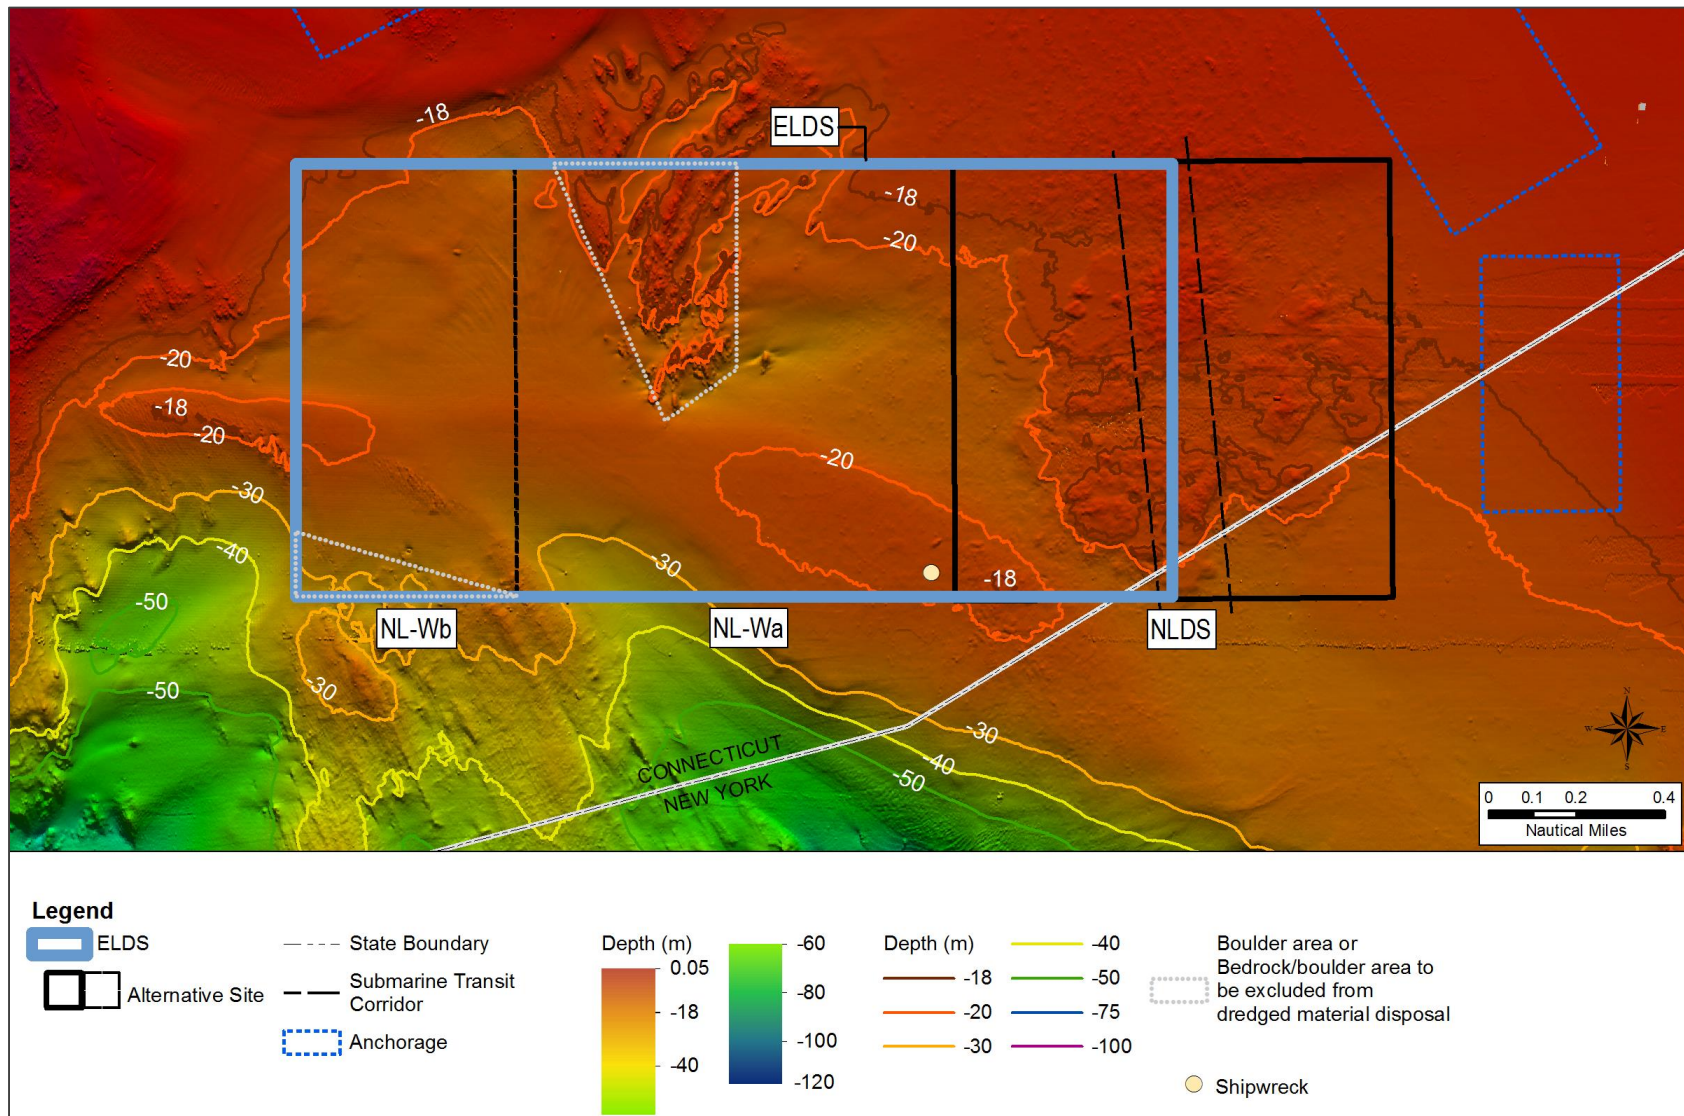 -18
ELDS
-18
-20
-20
-18
-20
-20
-30
-40
-30
-50
-18
NL-Wb
NL-Wa
NLDS
-30
-50
-30
-40
-50
CONNECTICUT
NEW YORK
N
W E
S
0 0.1 0.2 0.4
Nautical Miles
Legend
ELDS
Alternative Site
State Boundary
Submarine Transit
Corridor
Anchorage
Depth (m)
0.05
-18
-40
-60
-80
-100
-120
Depth (m)
-18
-20
-30
-40
-50
-75
-100
Boulder area or
Bedrock/boulder area to
be excluded from
dredged material disposal
Shipwreck